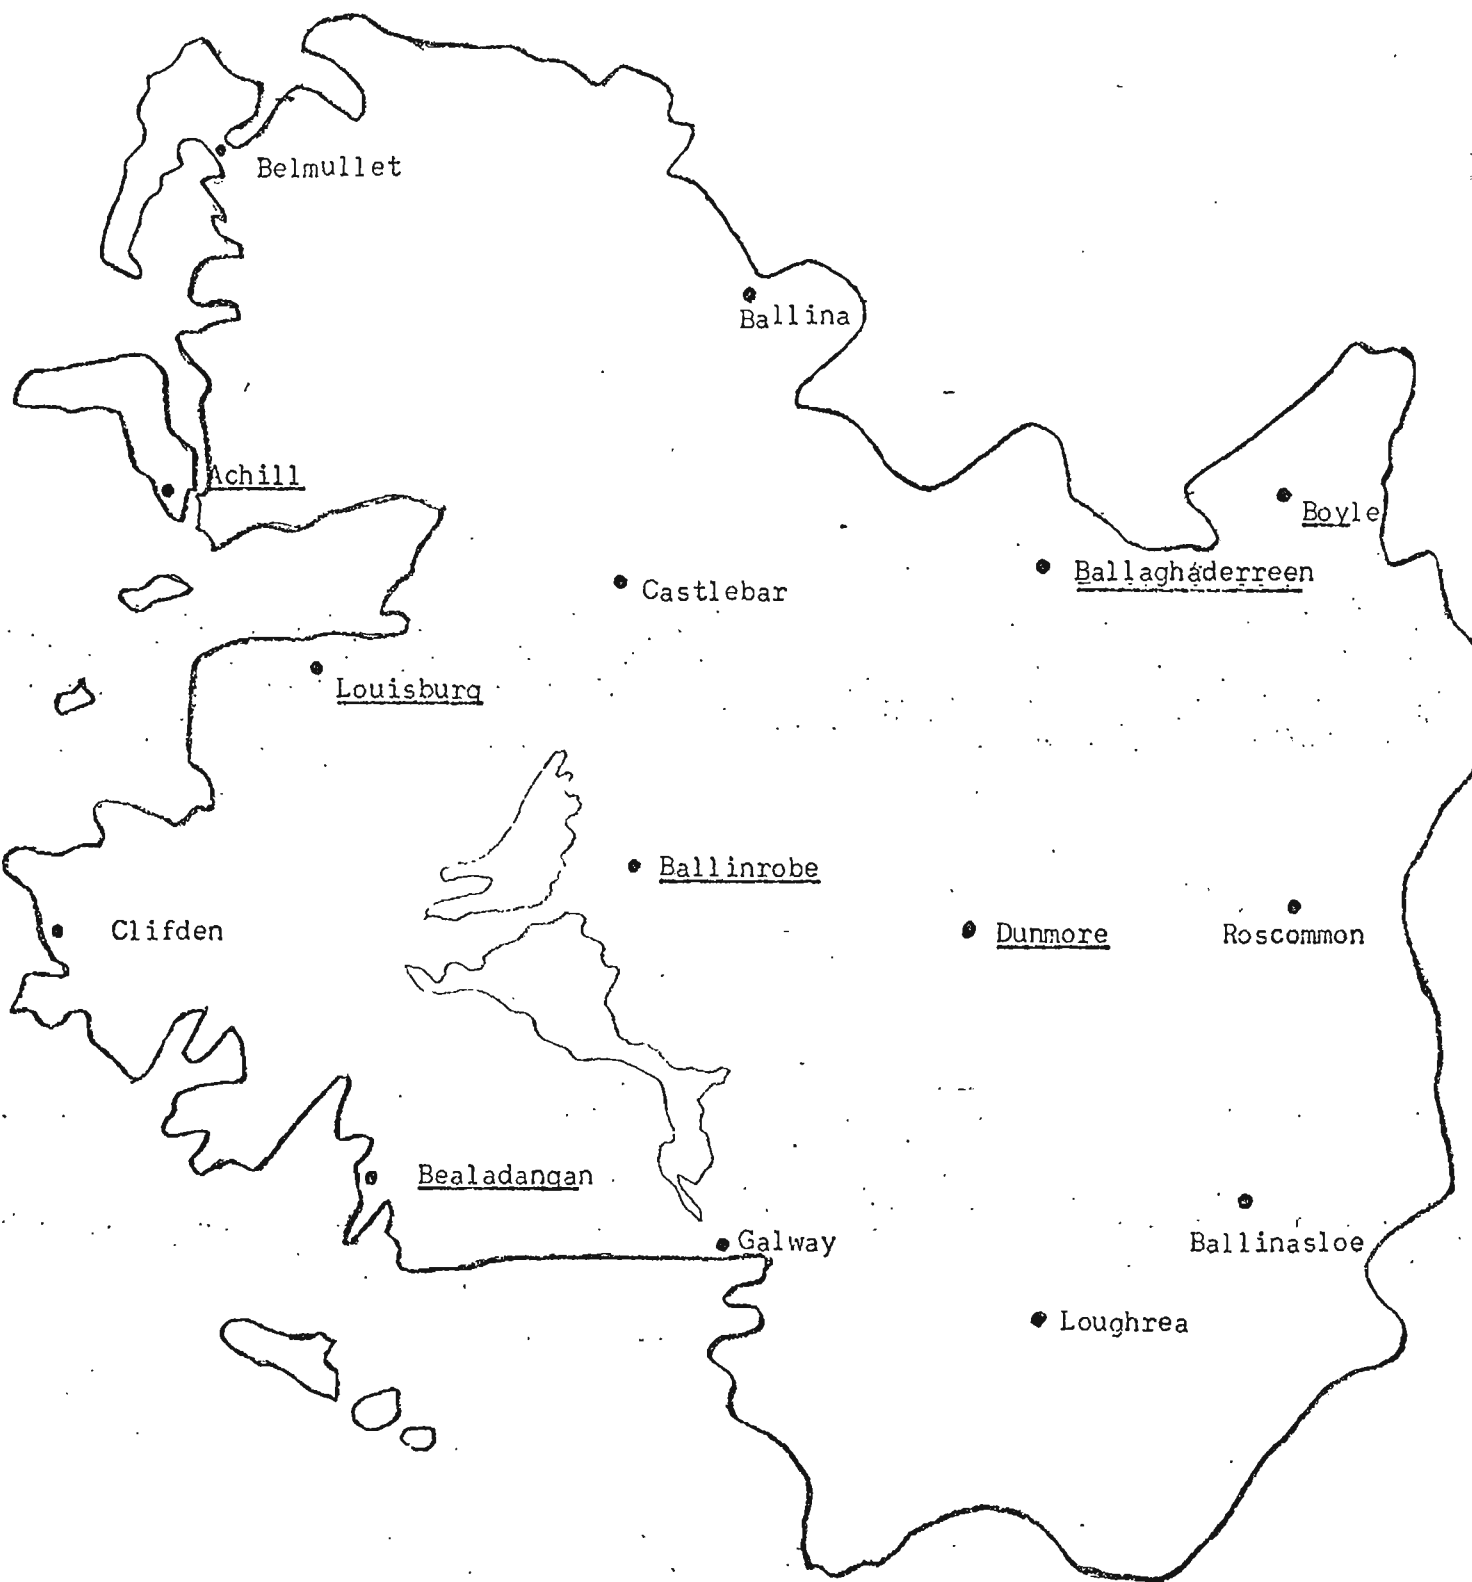 Belmullet
Ballina
Achill
Boyle
Ballaghaderreen
Castlebar
Louisburg
Ballinrobe
Clifden
Dunmore
Roscommon
Bealadangan
Galway
Ballinasloe
Loughrea